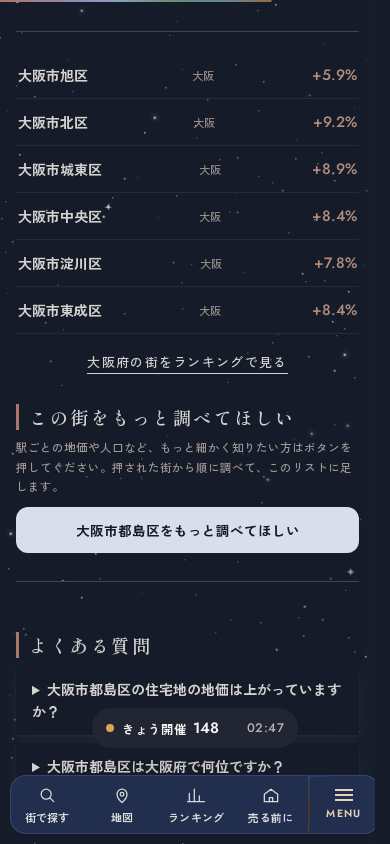 大阪市旭区 大阪 +5.9%
大阪市北区 大阪 +9.2%
大阪市城東区 大阪 +8.9%
大阪市中央区 大阪 +8.4%
大阪市淀川区 大阪 +7.8%
大阪市東成区 大阪 +8.4%
大阪府の街をランキングで見る
この街をもっと調べてほしい
駅ごとの地価や人口など、もっと細かく知りたい方はボタンを
押してください。押された街から順に調べて、このリストに足
します。
大阪市都島区をもっと調べてほしい
よくある質問
▶ 大阪市都島区の住宅地の地価は上がっています
か？
きょう開催 148 02:47
▶ 大阪市都島区は大阪府で何位ですか？
街で探す 地図 ランキング 売る前に MENU